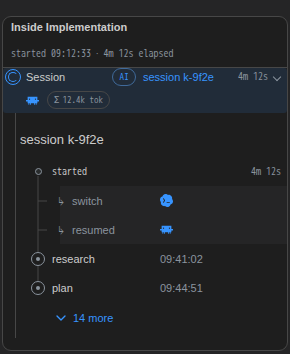 Inside Implementation
started 09:12:33 · 4m 12s elapsed
Session AI session k-9f2e 4m 12s
Σ 12.4k tok
session k-9f2e
started 4m 12s
↳ switch
↳ resumed
research 09:41:02
plan 09:44:51
14 more